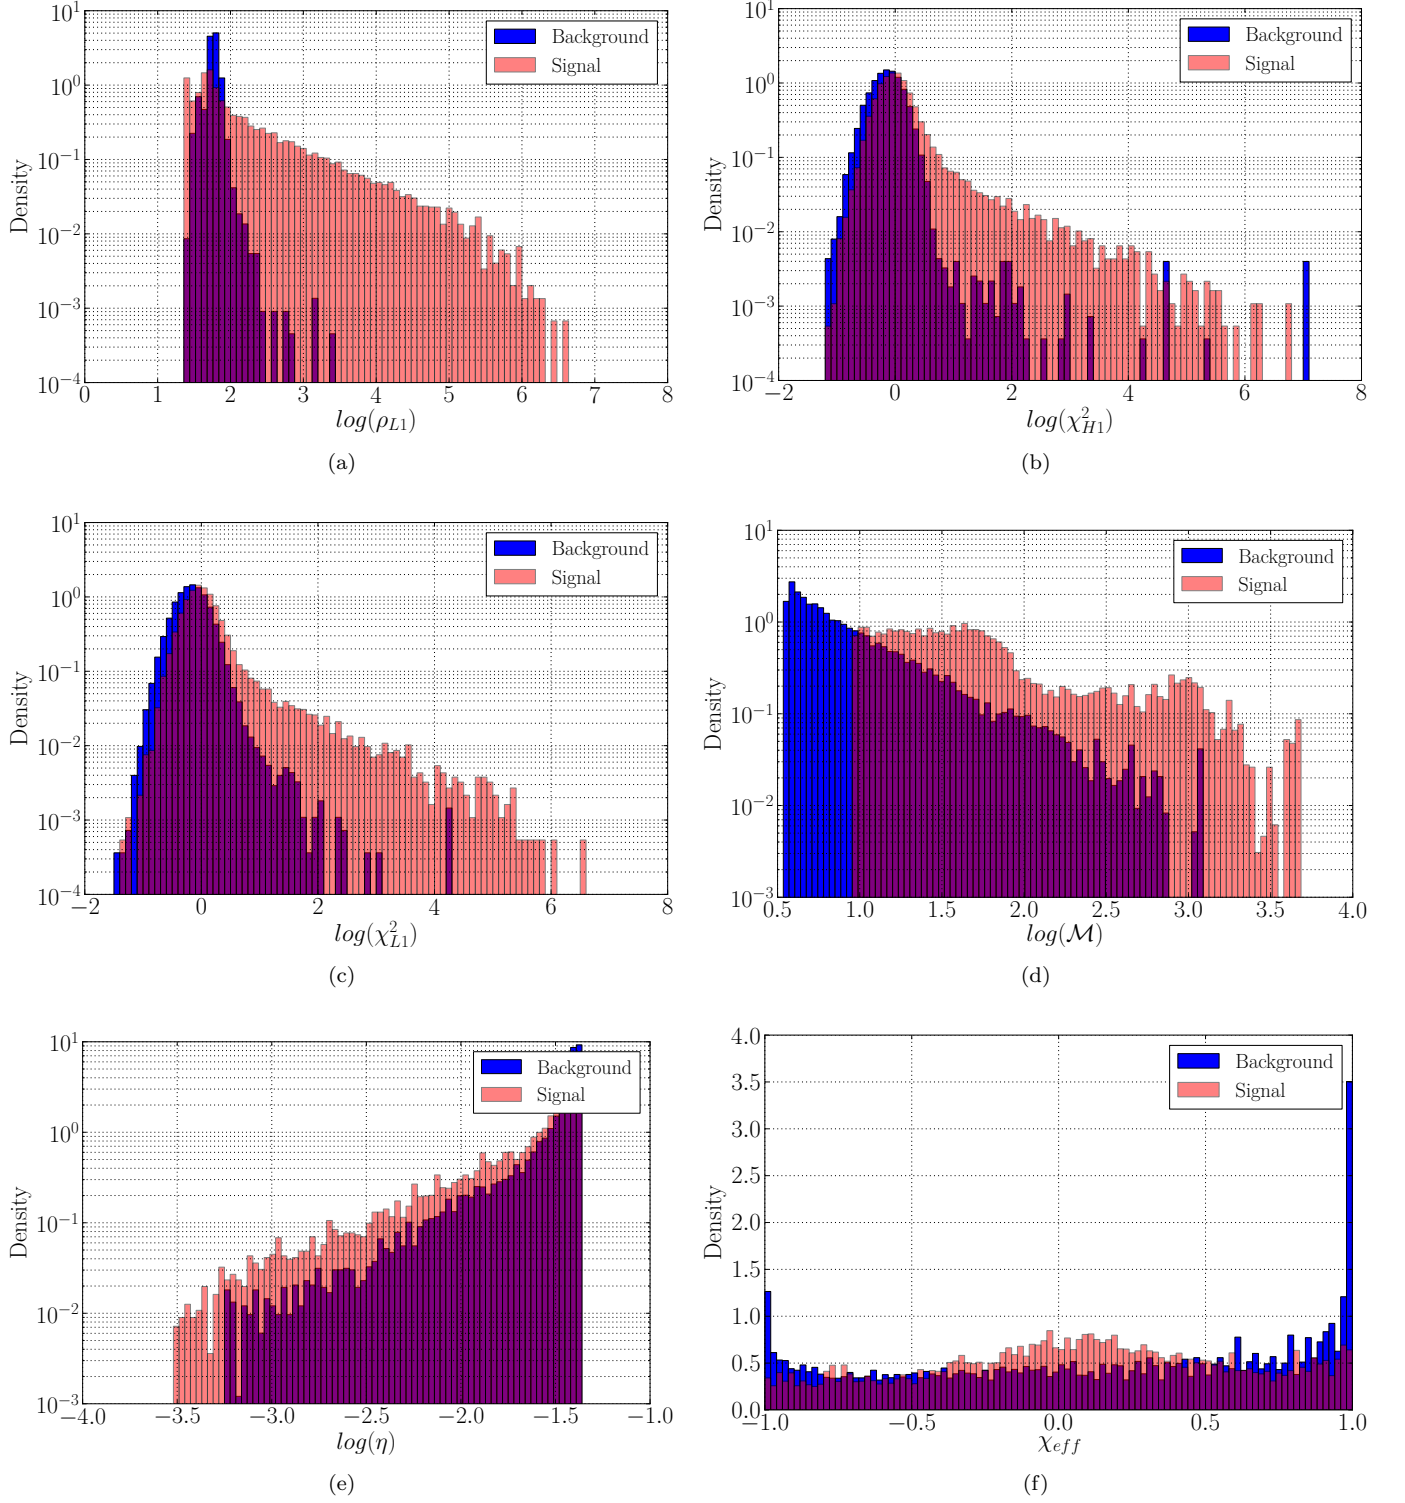 10^1
10^0
10^−1
10^−2
10^−3
10^−4
Density
Background
Signal
0 1 2 3 4 5 6 7 8
log(ρ_{L1})
(a)
10^1
10^0
10^−1
10^−2
10^−3
10^−4
Density
Background
Signal
−2 0 2 4 6 8
log(χ^2_{H1})
(b)
10^1
10^0
10^−1
10^−2
10^−3
10^−4
Density
Background
Signal
−2 0 2 4 6 8
log(χ^2_{L1})
(c)
10^1
10^0
10^−1
10^−2
10^−3
Density
Background
Signal
0.5 1.0 1.5 2.0 2.5 3.0 3.5 4.0
log(ℳ)
(d)
10^1
10^0
10^−1
10^−2
10^−3
Density
Background
Signal
−4.0 −3.5 −3.0 −2.5 −2.0 −1.5 −1.0
log(η)
(e)
4.0
3.5
3.0
2.5
2.0
1.5
1.0
0.5
0.0
Density
Background
Signal
−1.0 −0.5 0.0 0.5 1.0
χ_{eff}
(f)